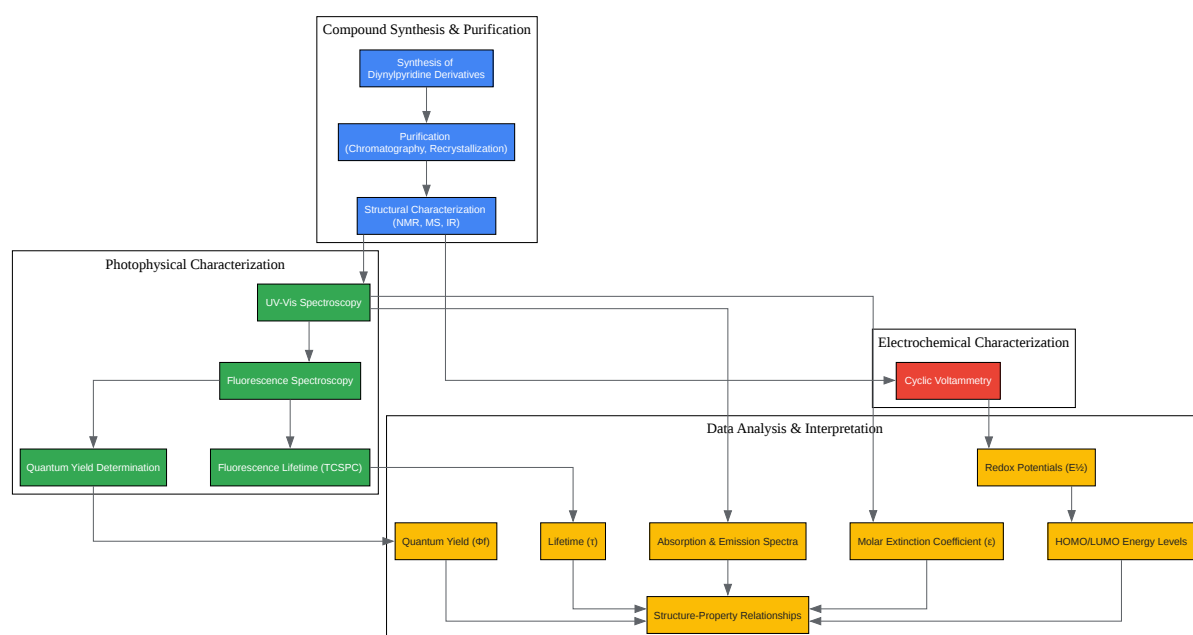 Compound Synthesis & Purification
Synthesis of
Diynylpyridine Derivatives
Purification
(Chromatography, Recrystallization)
Structural Characterization
(NMR, MS, IR)
Photophysical Characterization
UV-Vis Spectroscopy
Fluorescence Spectroscopy
Quantum Yield Determination
Fluorescence Lifetime (TCSPC)
Electrochemical Characterization
Cyclic Voltammetry
Data Analysis & Interpretation
Redox Potentials (E½)
Quantum Yield (Φf)
Lifetime (τ)
Absorption & Emission Spectra
Molar Extinction Coefficient (ε)
HOMO/LUMO Energy Levels
Structure-Property Relationships